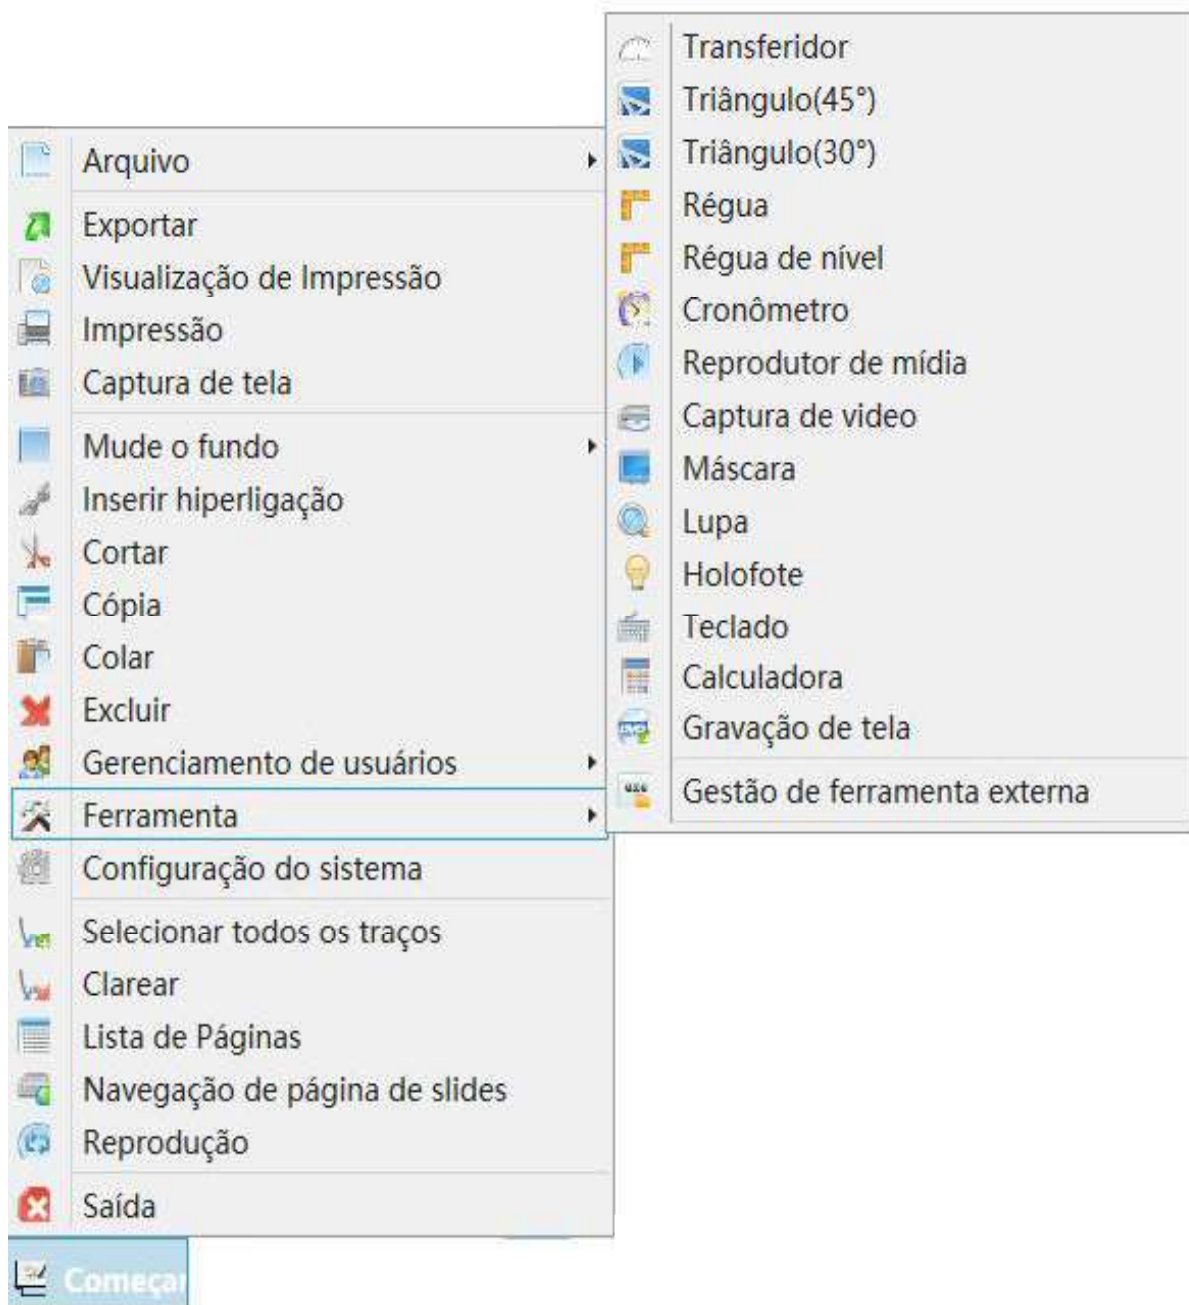 Arquivo
Exportar
Visualização de Impressão
Impressão
Captura de tela
Mude o fundo
Inserir hiperligação
Cortar
Cópia
Colar
Excluir
Gerenciamento de usuários
Ferramenta
Configuração do sistema
Selecionar todos os traços
Clarear
Lista de Páginas
Navegação de página de slides
Reprodução
Saída
Começar
Transferidor
Triângulo(45°)
Triângulo(30°)
Régua
Régua de nível
Cronômetro
Reprodutor de mídia
Captura de video
Máscara
Lupa
Holofote
Teclado
Calculadora
Gravação de tela
Gestão de ferramenta externa